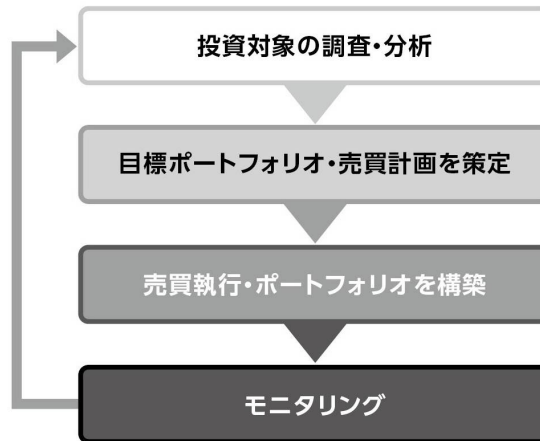 投資対象の調査・分析
目標ポートフォリオ・売買計画を策定
売買執行・ポートフォリオを構築
モニタリング